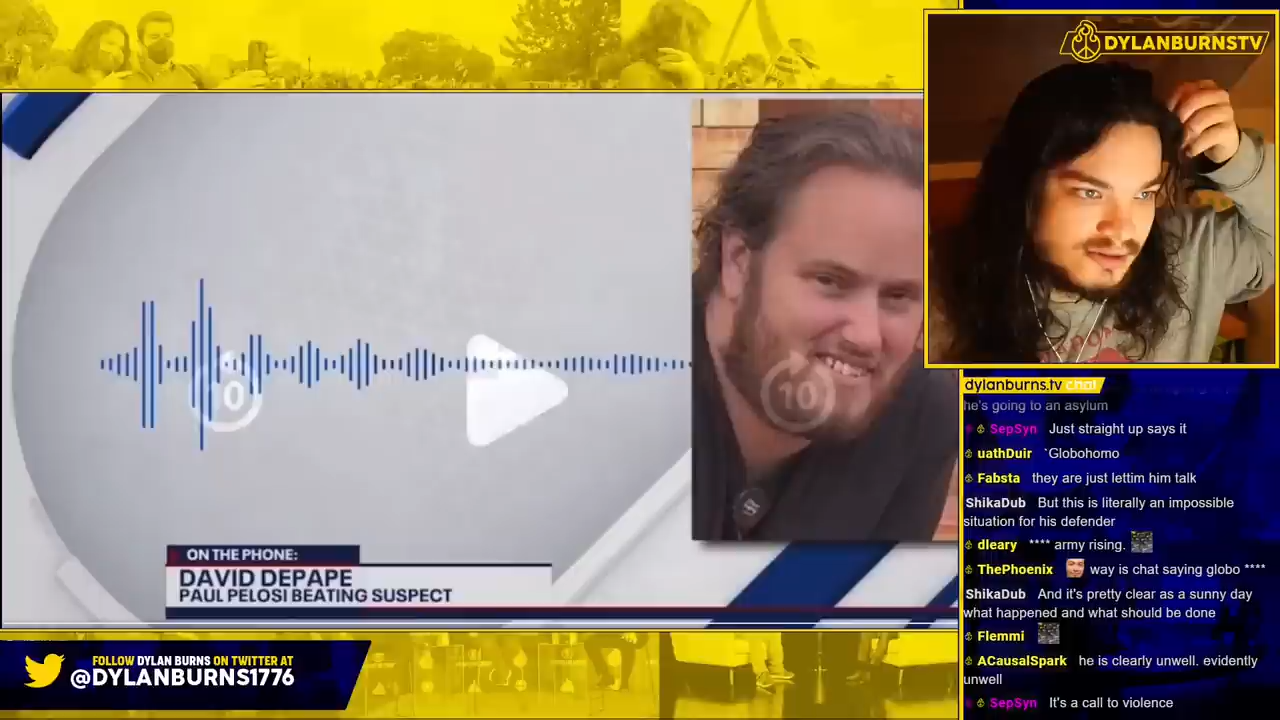 DYLANBURNSTV
10
10
ON THE PHONE:
DAVID DEPAPE
PAUL PELOSI BEATING SUSPECT
FOLLOW DYLAN BURNS ON TWITTER AT
@DYLANBURNS1776
dylanburns.tv chat
he's going to an asylum
SepSyn Just straight up says it
uathDuir `Globohomo
Fabsta they are just lettim him talk
ShikaDub But this is literally an impossible
situation for his defender
dleary **** army rising.
ThePhoenix way is chat saying globo ****
ShikaDub And it's pretty clear as a sunny day
what happened and what should be done
Flemmi
ACausalSpark he is clearly unwell. evidently
unwell
SepSyn It's a call to violence